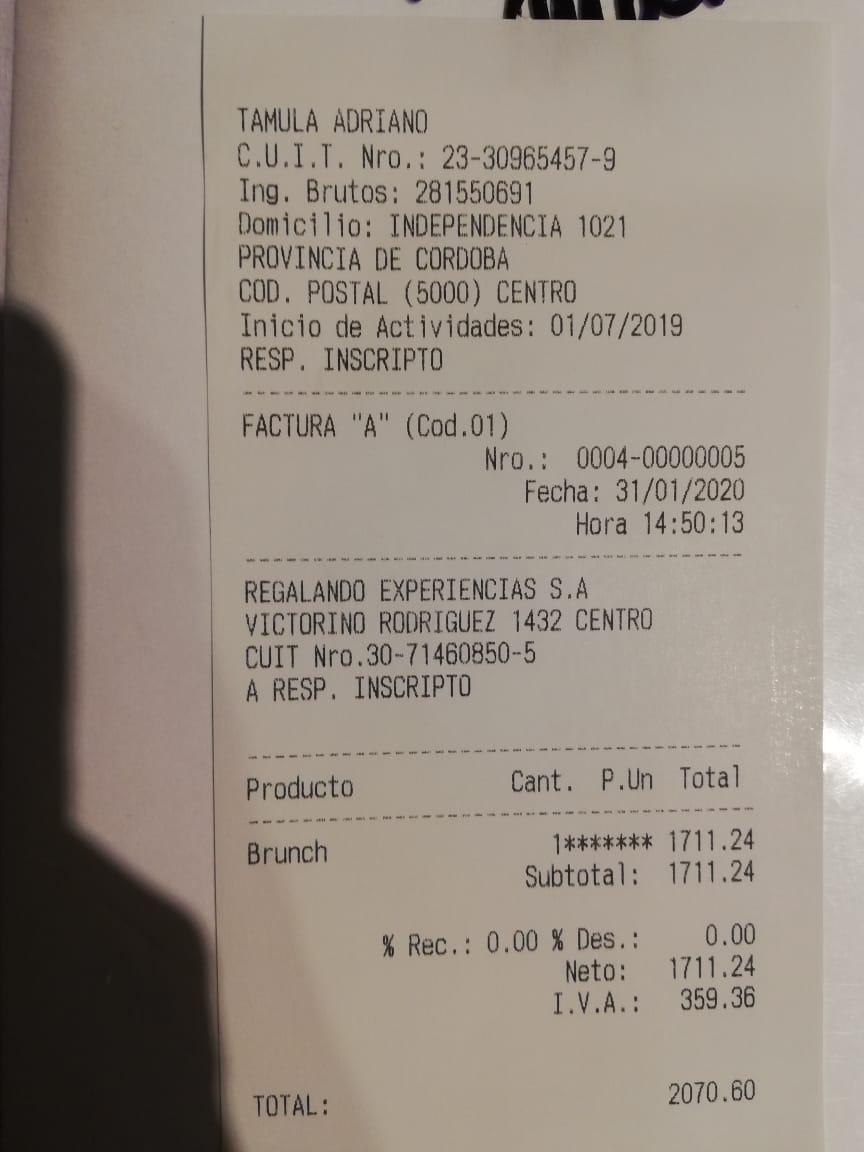 TAMULA ADRIANO
C.U.I.T. Nro.: 23-30965457-9
Ing. Brutos: 281550691
Domicilio: INDEPENDENCIA 1021
PROVINCIA DE CORDOBA
COD. POSTAL (5000) CENTRO
Inicio de Actividades: 01/07/2019
RESP. INSCRIPTO
FACTURA "A" (Cod.01)
Nro.: 0004-00000005
Fecha: 31/01/2020
Hora 14:50:13
REGALANDO EXPERIENCIAS S.A
VICTORINO RODRIGUEZ 1432 CENTRO
CUIT Nro.30-71460850-5
A RESP. INSCRIPTO
Producto Cant. P.Un Total
Brunch 1******* 1711.24
Subtotal: 1711.24
% Rec.: 0.00 % Des.: 0.00
Neto: 1711.24
I.V.A.: 359.36
TOTAL: 2070.60